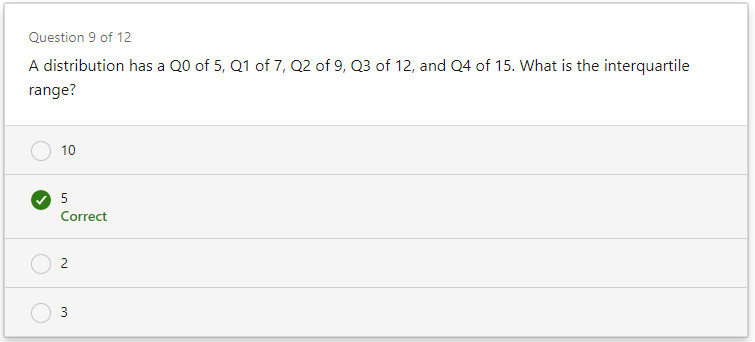 Question 9 of 12
A distribution has a Q0 of 5, Q1 of 7, Q2 of 9, Q3 of 12, and Q4 of 15. What is the interquartile
range?
10
5
Correct
2
3